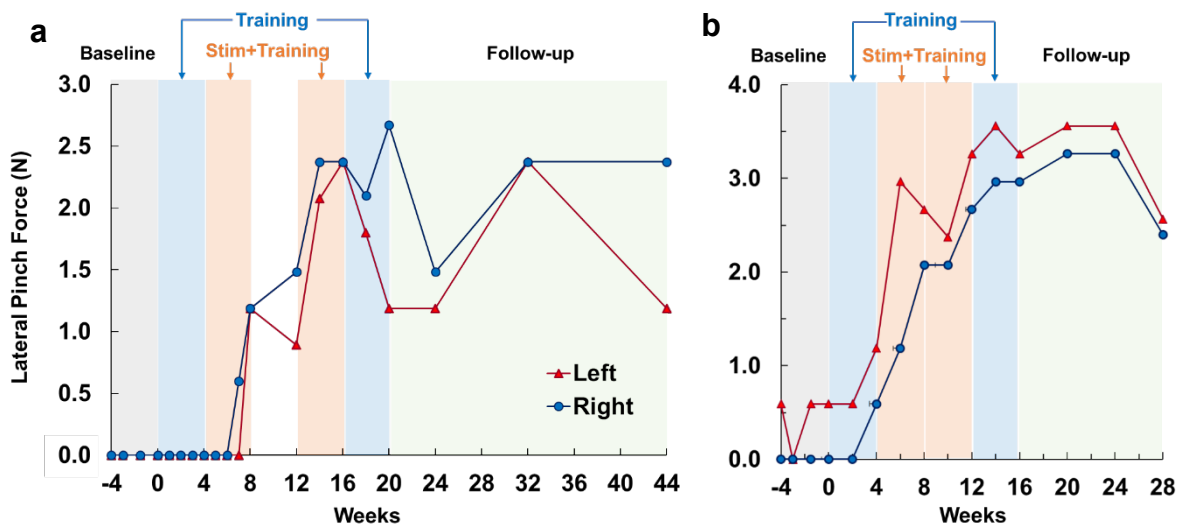 a
Training
Baseline
Stim+Training
Follow-up
Lateral Pinch Force (N)
3.0
2.5
2.0
1.5
1.0
0.5
0.0
Left
Right
-4 0 4 8 12 16 20 24 28 32 36 40 44
Weeks
b
Training
Baseline
Stim+Training
Follow-up
4.0
3.0
2.0
1.0
0.0
-4 0 4 8 12 16 20 24 28
Weeks